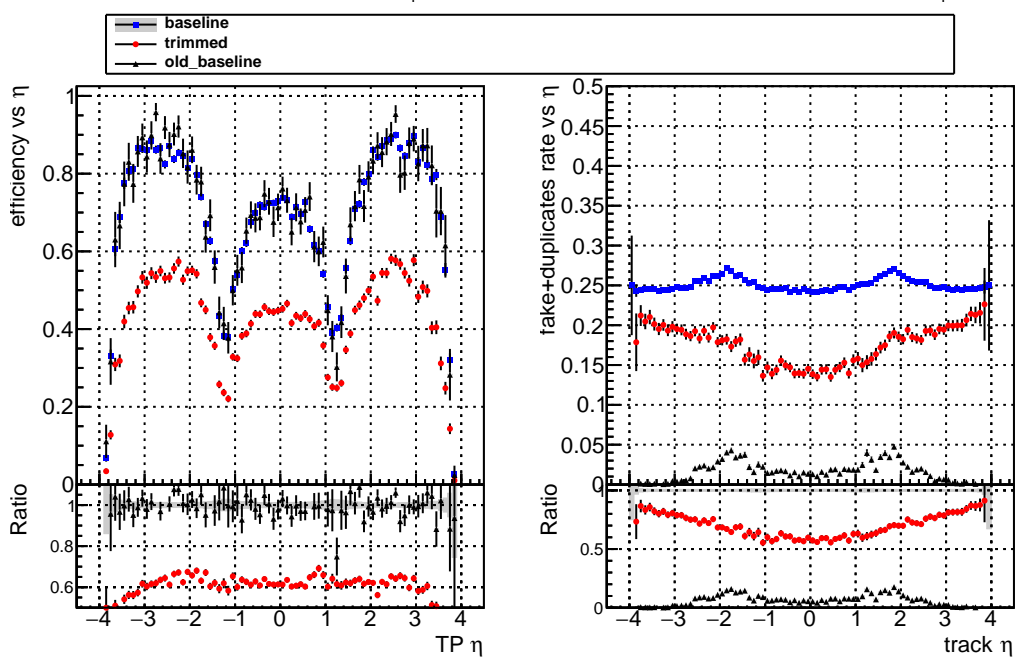 baseline
trimmed
old_baseline
efficiency vs η
1
0.8
0.6
0.4
0.2
0
Ratio
1
0.8
0.6
−4 −3 −2 −1 0 1 2 3 4
TP η
fake+duplicates rate vs η
0.5
0.45
0.4
0.35
0.3
0.25
0.2
0.15
0.1
0.05
0
Ratio
1
0.5
0
−4 −3 −2 −1 0 1 2 3 4
track η